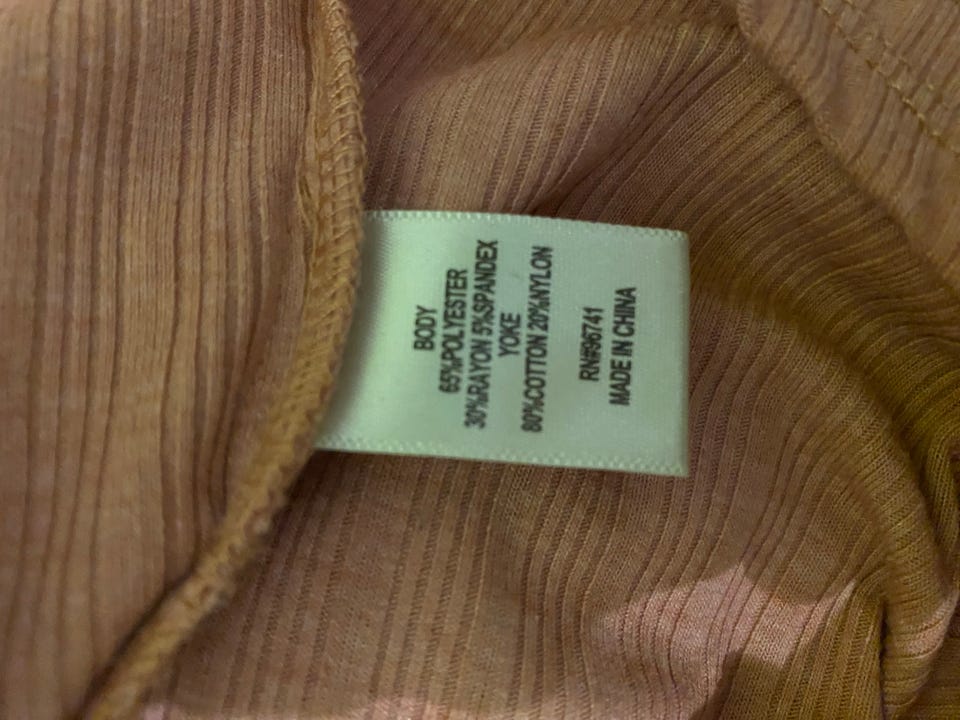 BODY
65%POLYESTER
30%RAYON 5%SPANDEX
YOKE
80%COTTON 20%NYLON
RN#96741
MADE IN CHINA